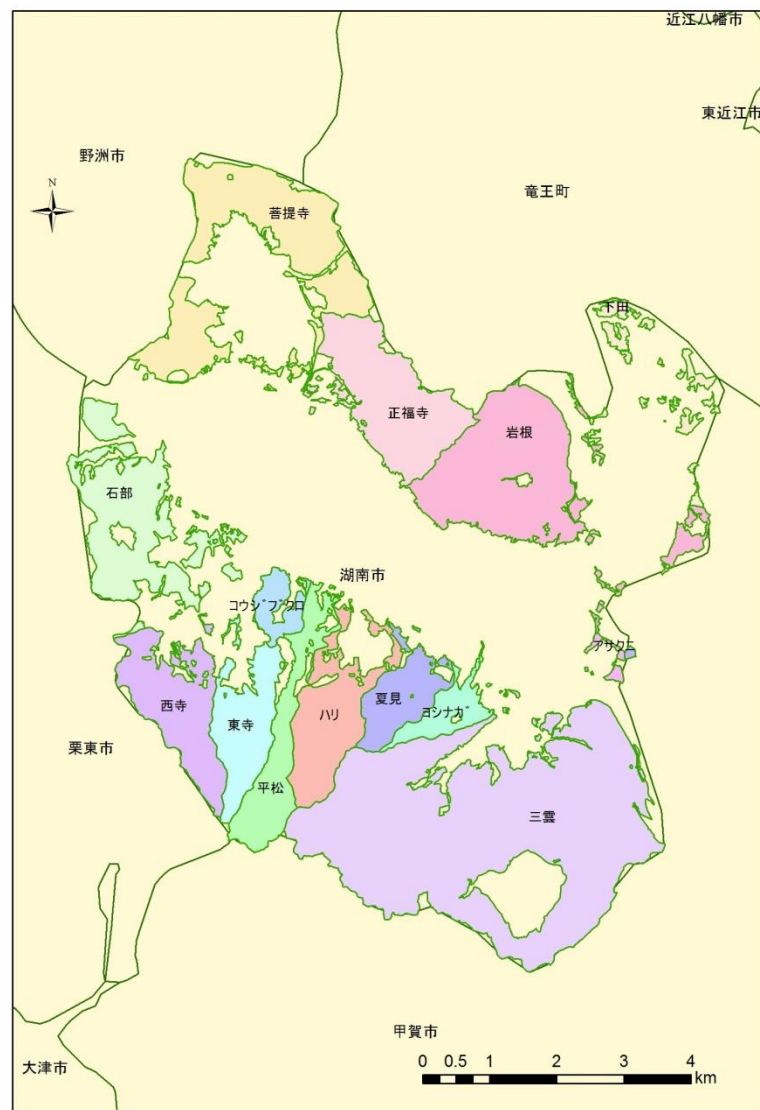 近江八幡市
東近江市
野洲市
N
竜王町
菩提寺
下田
正福寺
岩根
石部
湖南市
コウジブクロ
アサクニ
西寺
東寺
ハリ
夏見
ヨシナガ
栗東市
平松
三雲
甲賀市
大津市
0 0.5 1 2 3 4
km